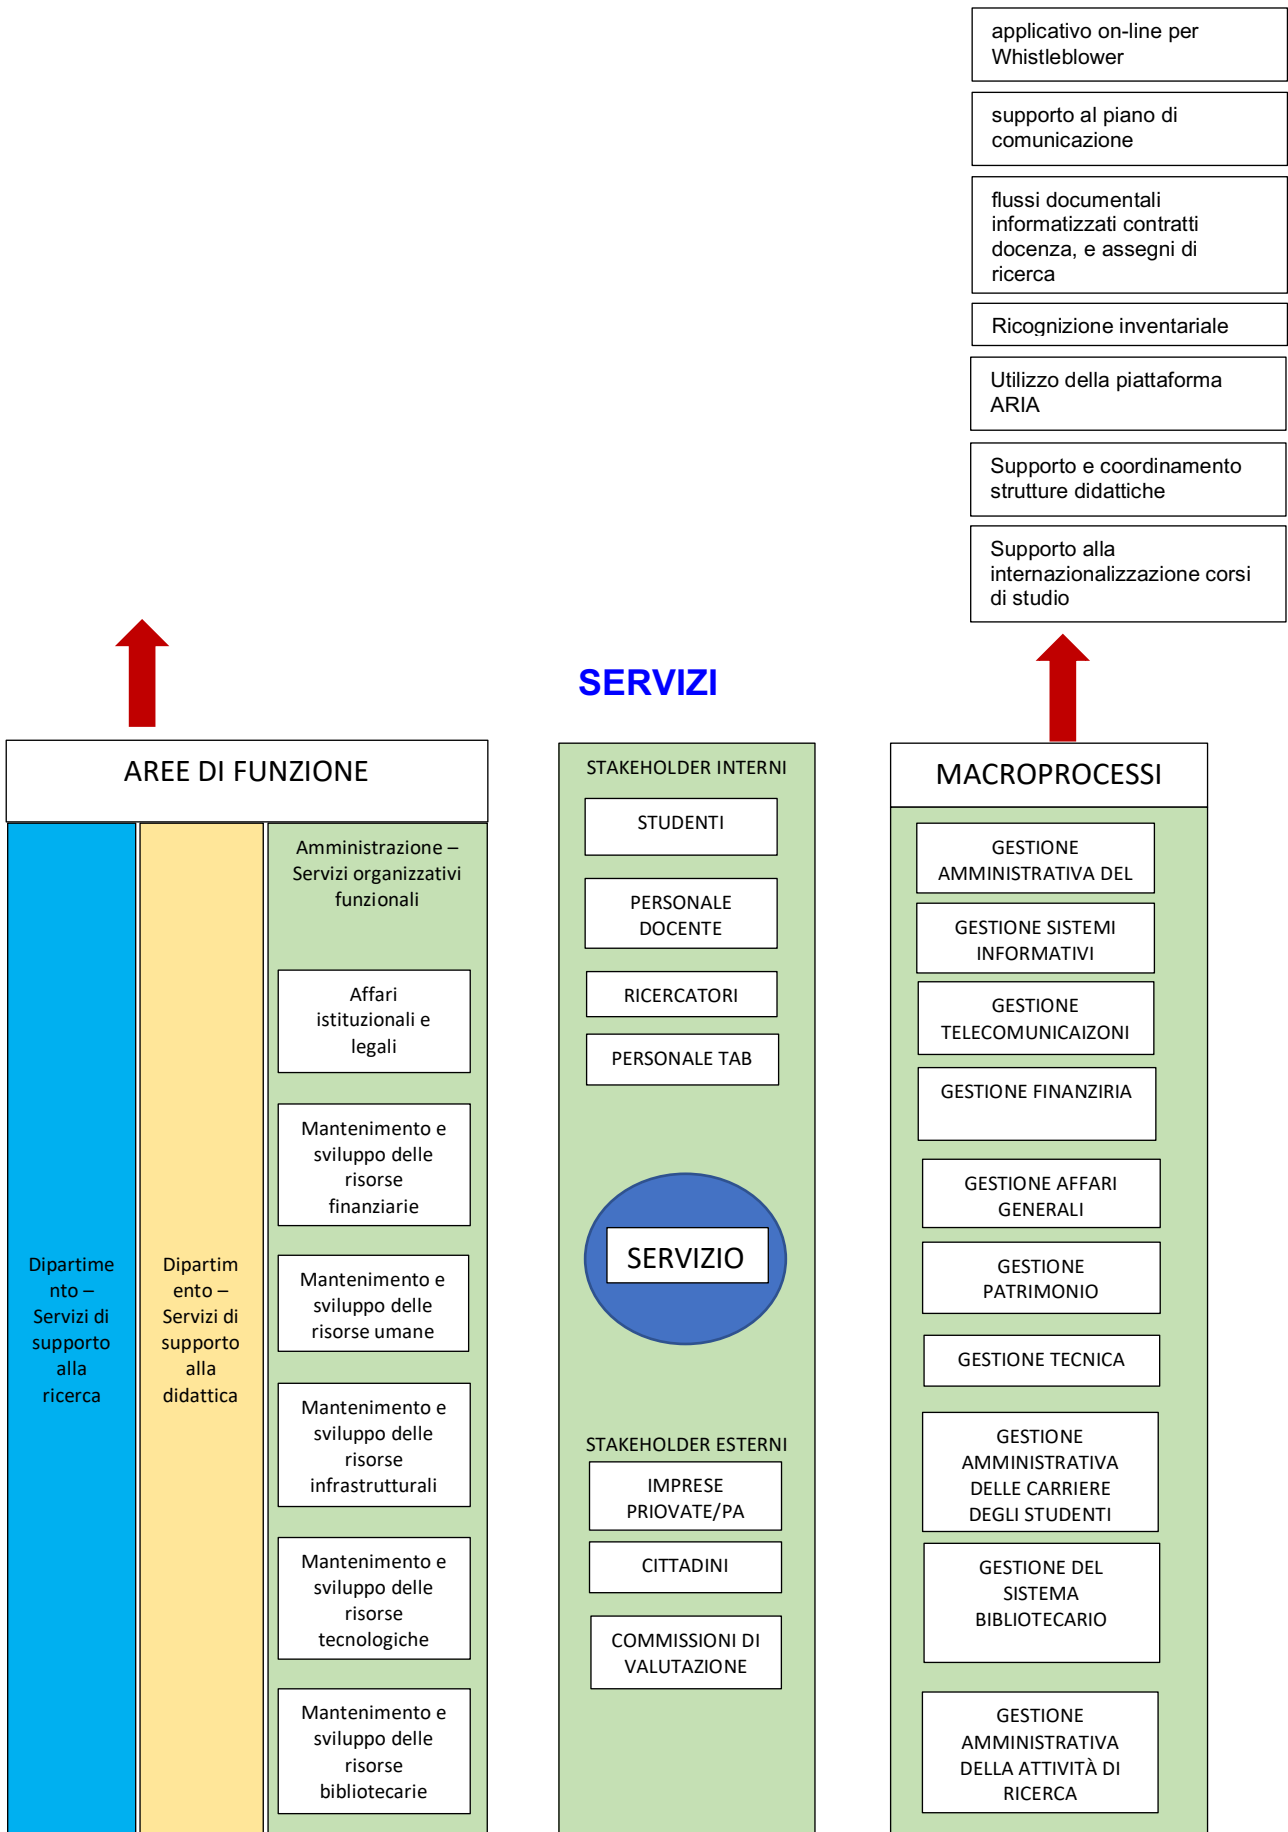 applicativo on-line per
Whistleblower
supporto al piano di
comunicazione
flussi documentali
informatizzati contratti
docenza, e assegni di
ricerca
Ricognizione inventariale
Utilizzo della piattaforma
ARIA
Supporto e coordinamento
strutture didattiche
Supporto alla
internazionalizzazione corsi
di studio
SERVIZI
AREE DI FUNZIONE
Dipartime
nto –
Servizi di
supporto
alla
ricerca
Dipartim
ento –
Servizi di
supporto
alla
didattica
Amministrazione –
Servizi organizzativi
funzionali
Affari
istituzionali e
legali
Mantenimento e
sviluppo delle
risorse
finanziarie
Mantenimento e
sviluppo delle
risorse umane
Mantenimento e
sviluppo delle
risorse
infrastrutturali
Mantenimento e
sviluppo delle
risorse
tecnologiche
Mantenimento e
sviluppo delle
risorse
bibliotecarie
STAKEHOLDER INTERNI
STUDENTI
PERSONALE
DOCENTE
RICERCATORI
PERSONALE TAB
SERVIZIO
STAKEHOLDER ESTERNI
IMPRESE
PRIOVATE/PA
CITTADINI
COMMISSIONI DI
VALUTAZIONE
MACROPROCESSI
GESTIONE
AMMINISTRATIVA DEL
GESTIONE SISTEMI
INFORMATIVI
GESTIONE
TELECOMUNICAIZONI
GESTIONE FINANZIRIA
GESTIONE AFFARI
GENERALI
GESTIONE
PATRIMONIO
GESTIONE TECNICA
GESTIONE
AMMINISTRATIVA
DELLE CARRIERE
DEGLI STUDENTI
GESTIONE DEL
SISTEMA
BIBLIOTECARIO
GESTIONE
AMMINISTRATIVA
DELLA ATTIVITÀ DI
RICERCA